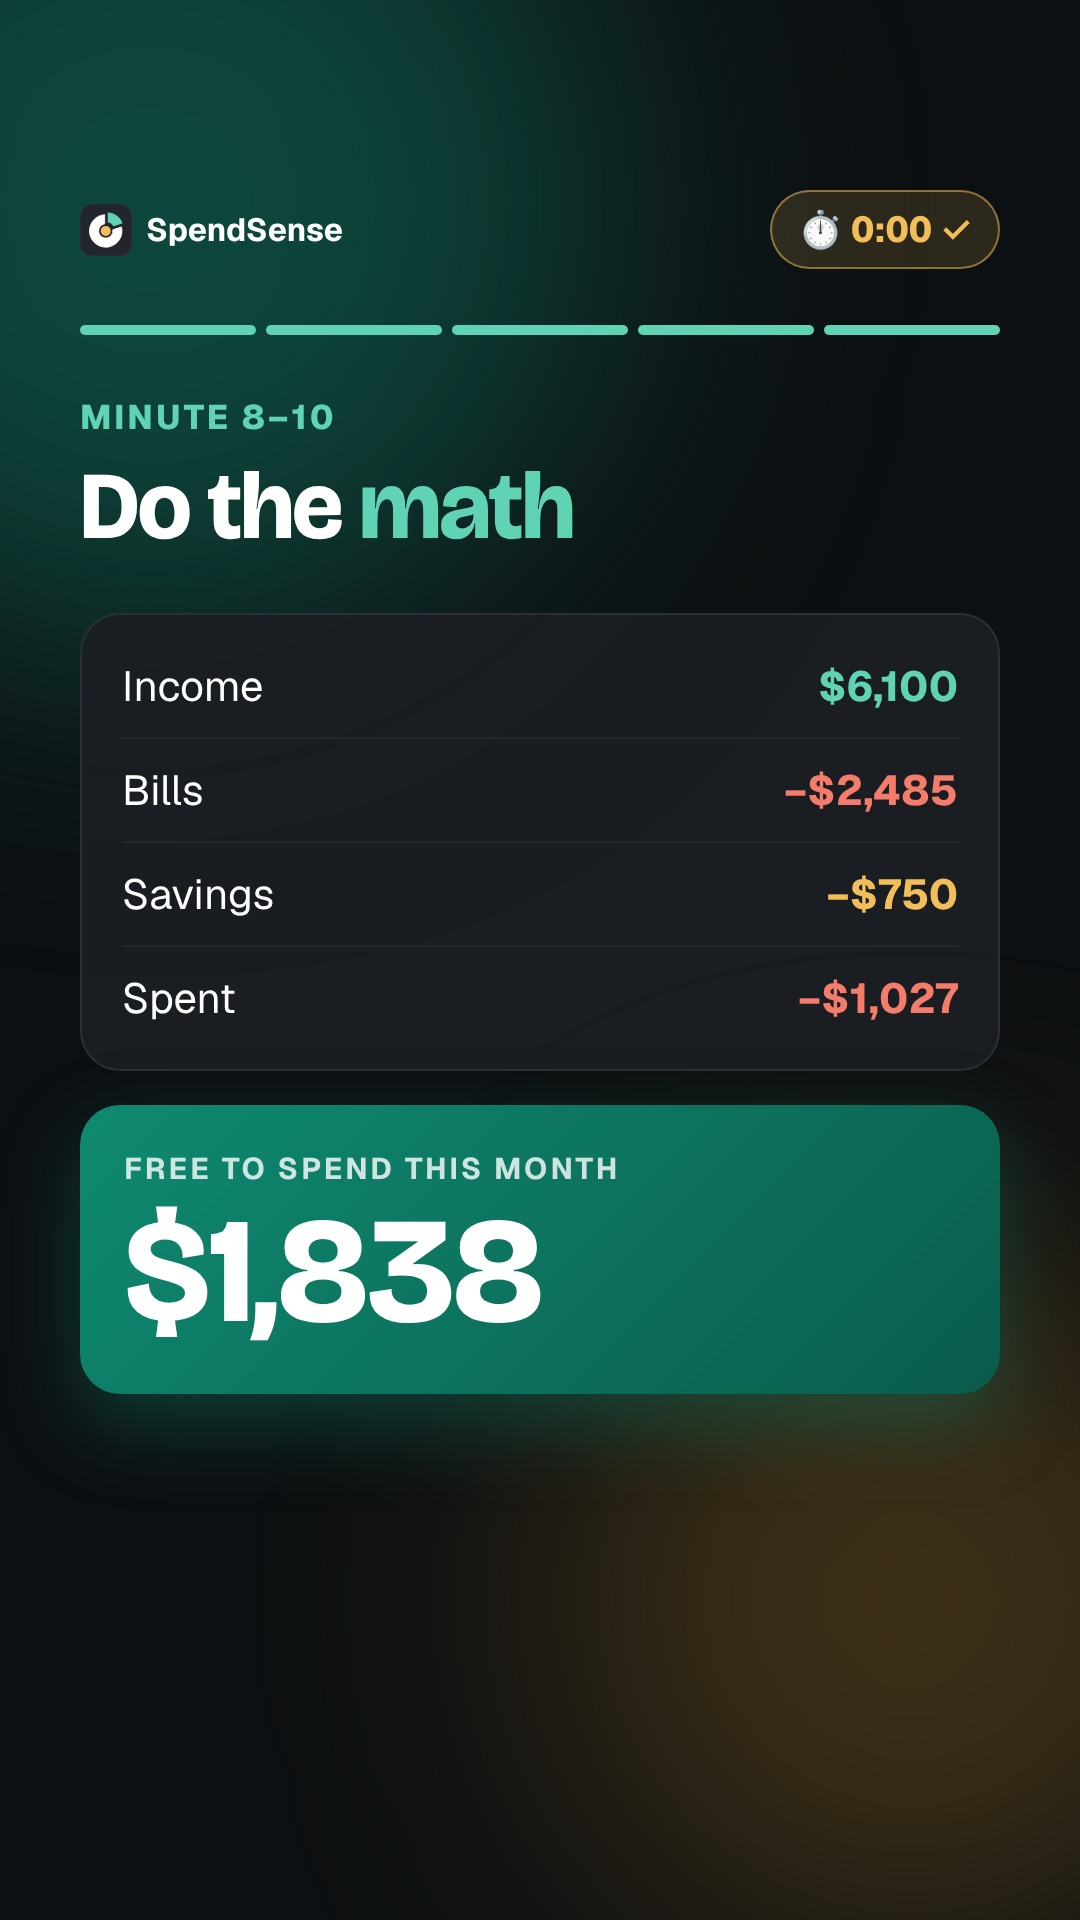 SpendSense
⏱️ 0:00 ✓
MINUTE 8–10
Do the math
Income $6,100
Bills –$2,485
Savings –$750
Spent –$1,027
FREE TO SPEND THIS MONTH
$1,838